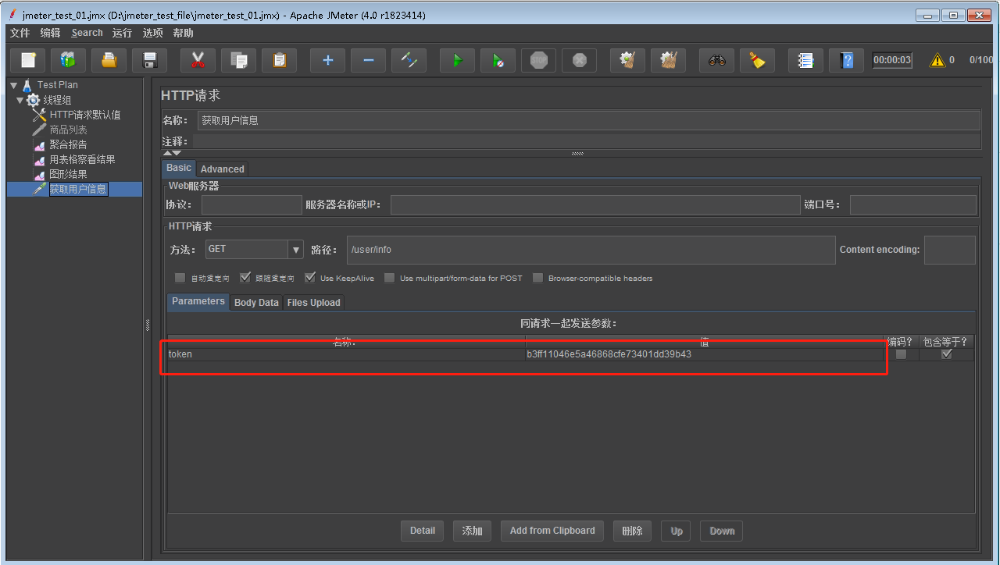 jmeter_test_01.jmx (D:\jmeter_test_file\jmeter_test_01.jmx) - Apache JMeter (4.0 r1823414)
文件 编辑 Search 运行 选项 帮助
STOP 00:00:03 0 0/100
Test Plan
线程组
HTTP请求默认值
商品列表
聚合报告
用表格察看结果
图形结果
获取用户信息
HTTP请求
名称： 获取用户信息
注释：
Basic Advanced
Web服务器
协议： 服务器名称或IP： 端口号：
HTTP请求
方法： GET 路径： /user/info Content encoding:
自动重定向 跟随重定向 Use KeepAlive Use multipart/form-data for POST Browser-compatible headers
Parameters Body Data Files Upload
同请求一起发送参数：
名称： 值 编码? 包含等于?
token b3ff11046e5a46868cfe73401dd39b43
Detail 添加 Add from Clipboard 删除 Up Down